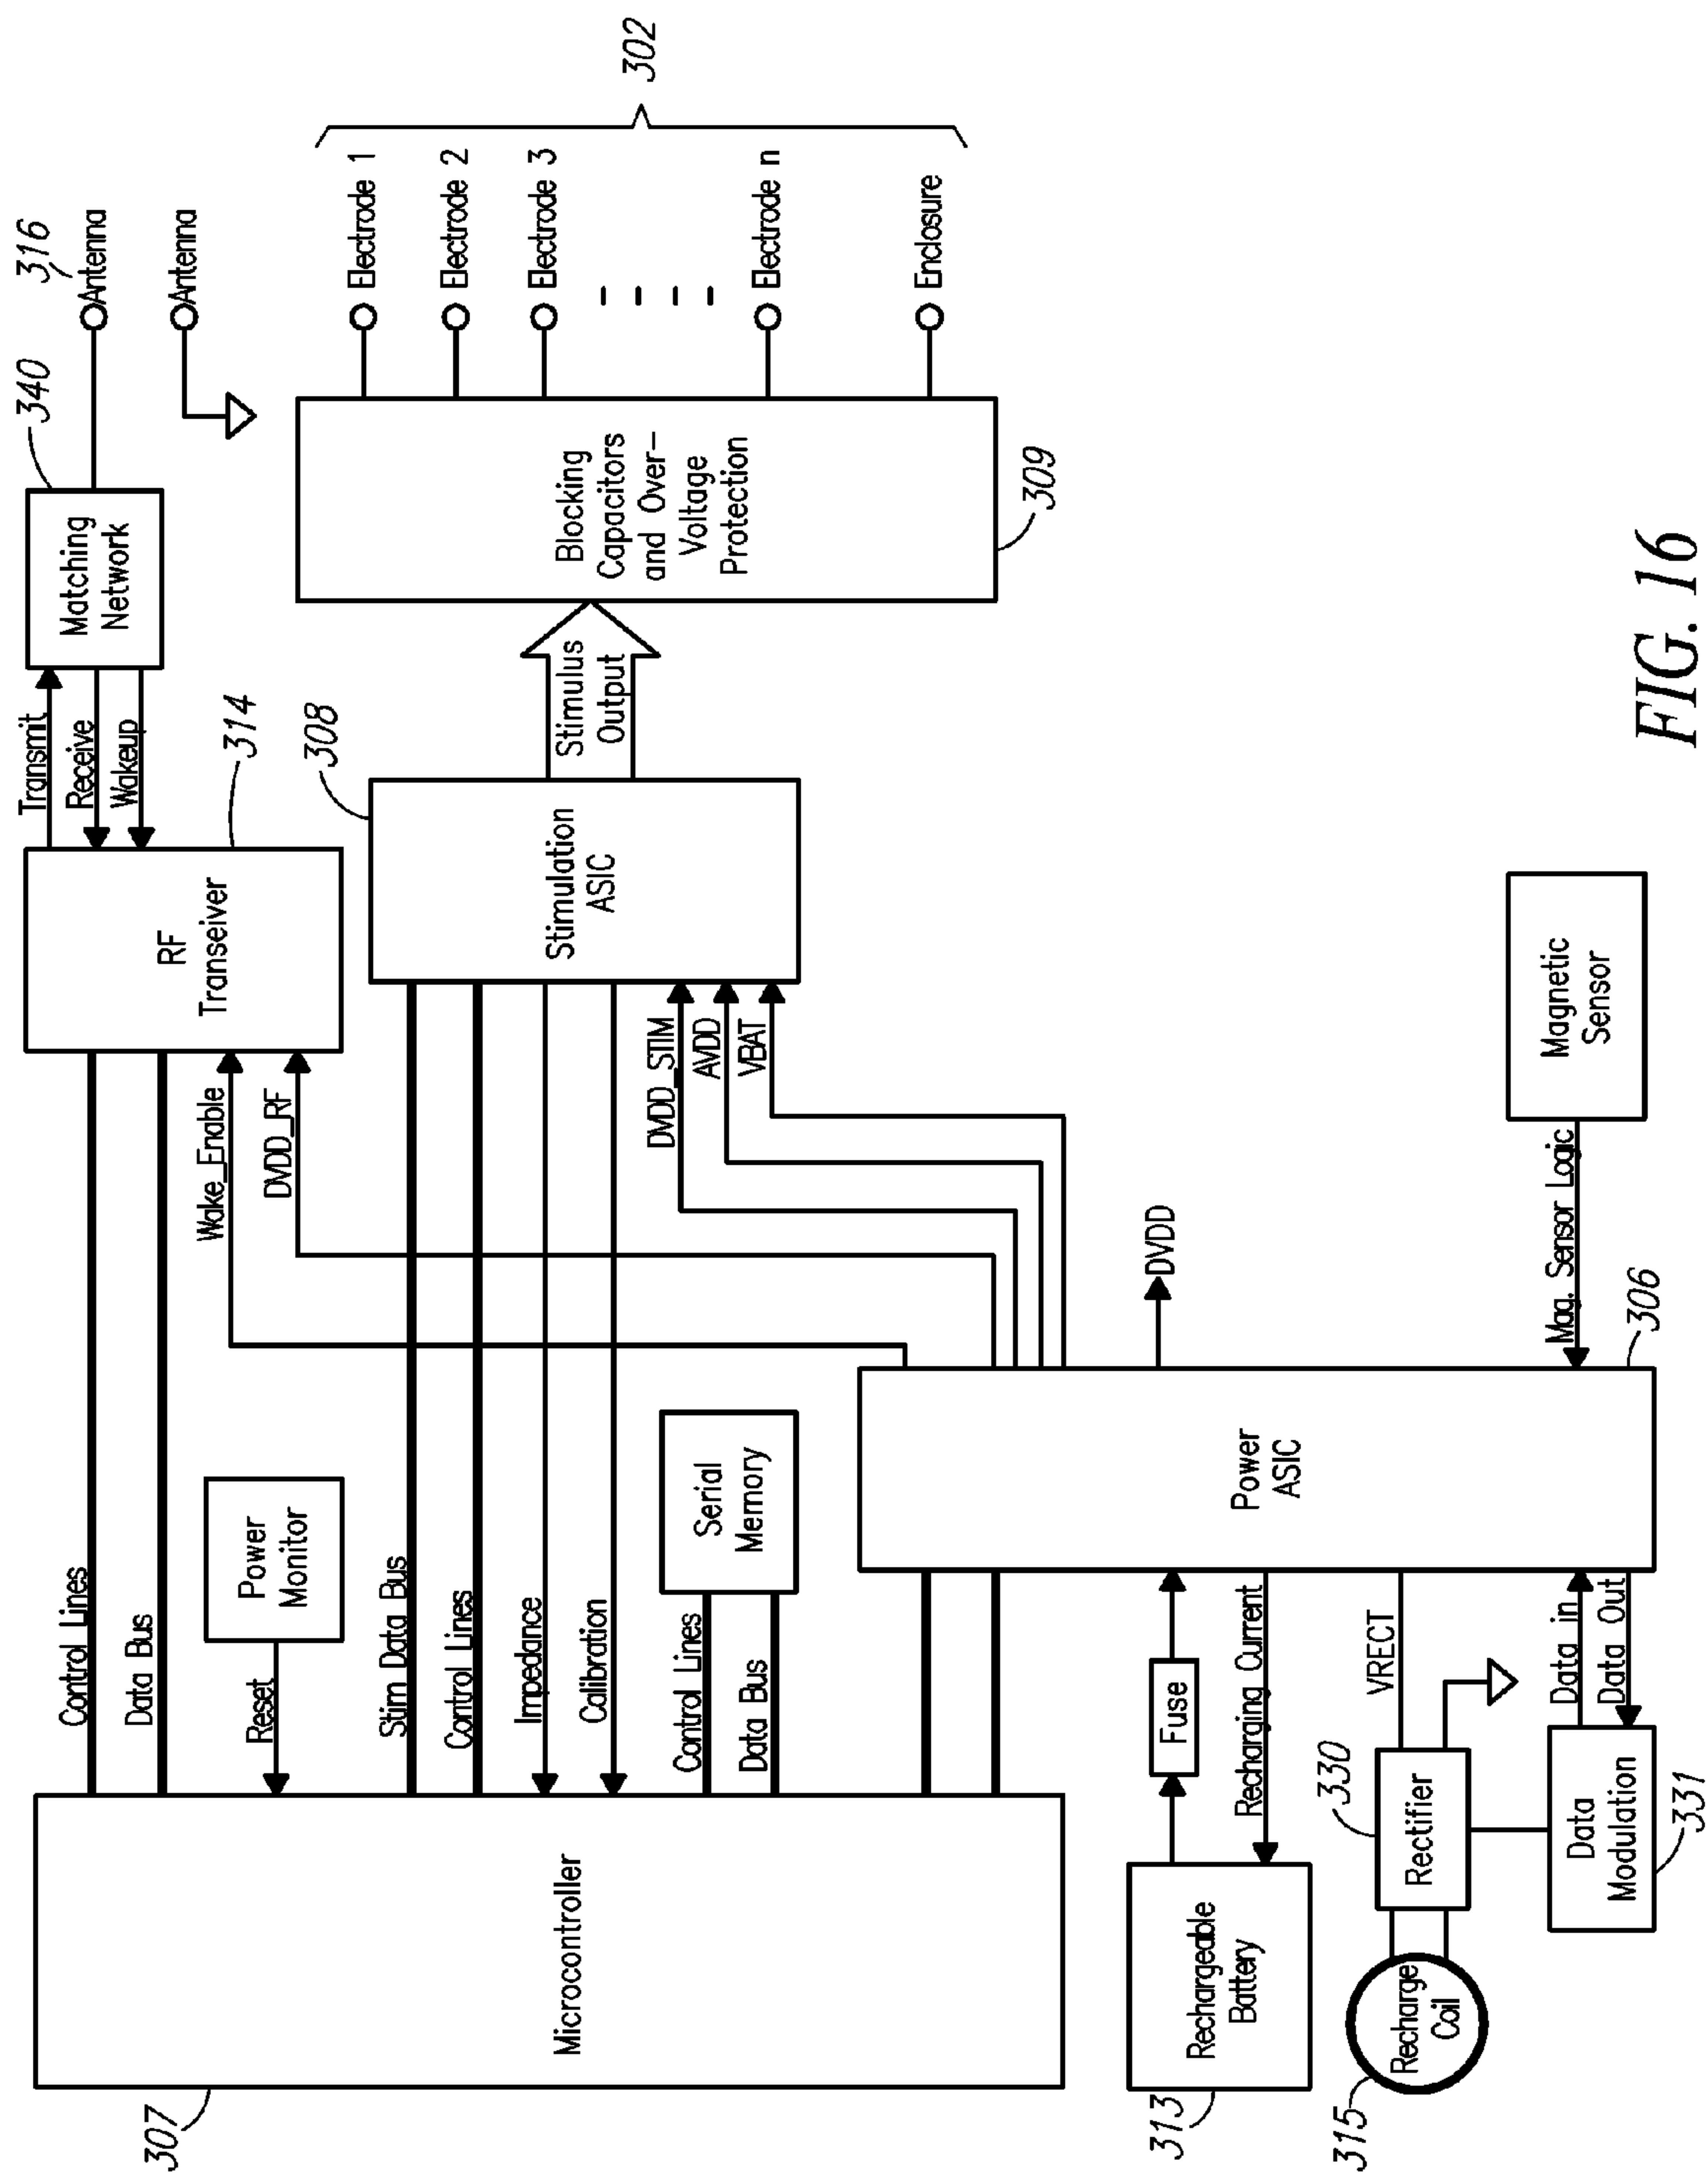 316
Antenna
Antenna
340
Matching
Network
Transmit
Receive
Wakeup
314
RF
Transeiver
Control Lines
Data Bus
Wake_Enable
DVDD_RF
Power
Monitor
Reset
302
Electrode 1
Electrode 2
Electrode 3
Electrode n
Enclosure
Blocking
Capacitors
and Over-
Voltage
Protection
309
Stimulus
Output
308
Stimulation
ASIC
DVDD_STIM
AVDD
VBAT
Stim Data Bus
Control Lines
Impedance
Calibration
Serial
Memory
Control Lines
Data Bus
Microcontroller
307
DVDD
Magnetic
Sensor
Mag. Sensor Logic
306
Power
ASIC
Fuse
Recharging Current
Rechargeable
Battery
313
VRECT
330
Rectifier
Recharge
Coil
315
Data in
Data Out
Data
Modulation
331
FIG. 16